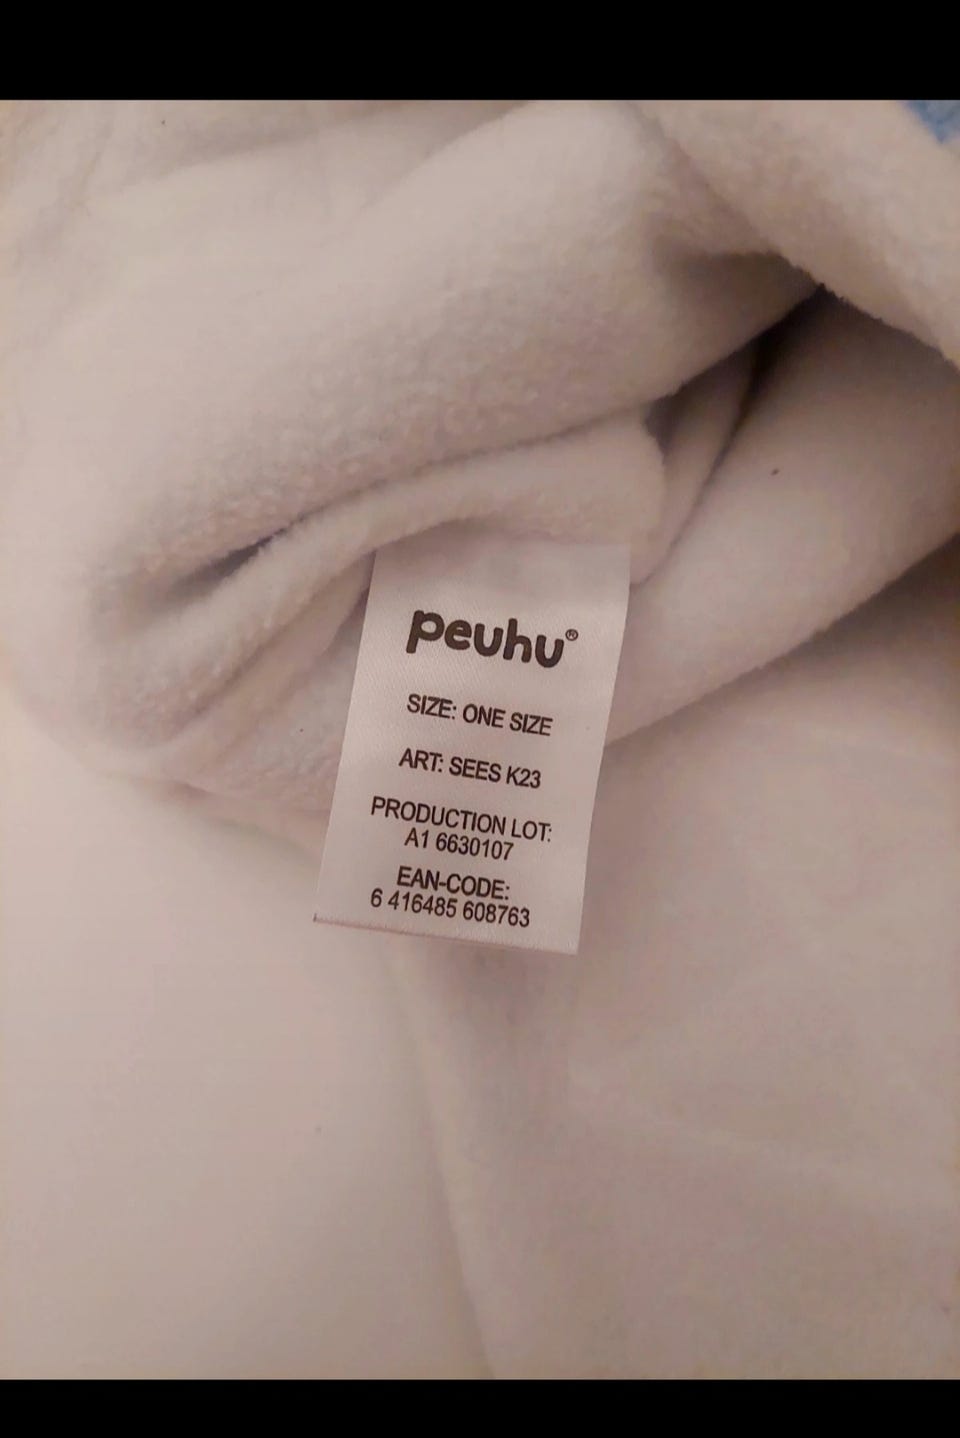 peuhu®
SIZE: ONE SIZE
ART: SEES K23
PRODUCTION LOT:
A1 6630107
EAN-CODE:
6 416485 608763